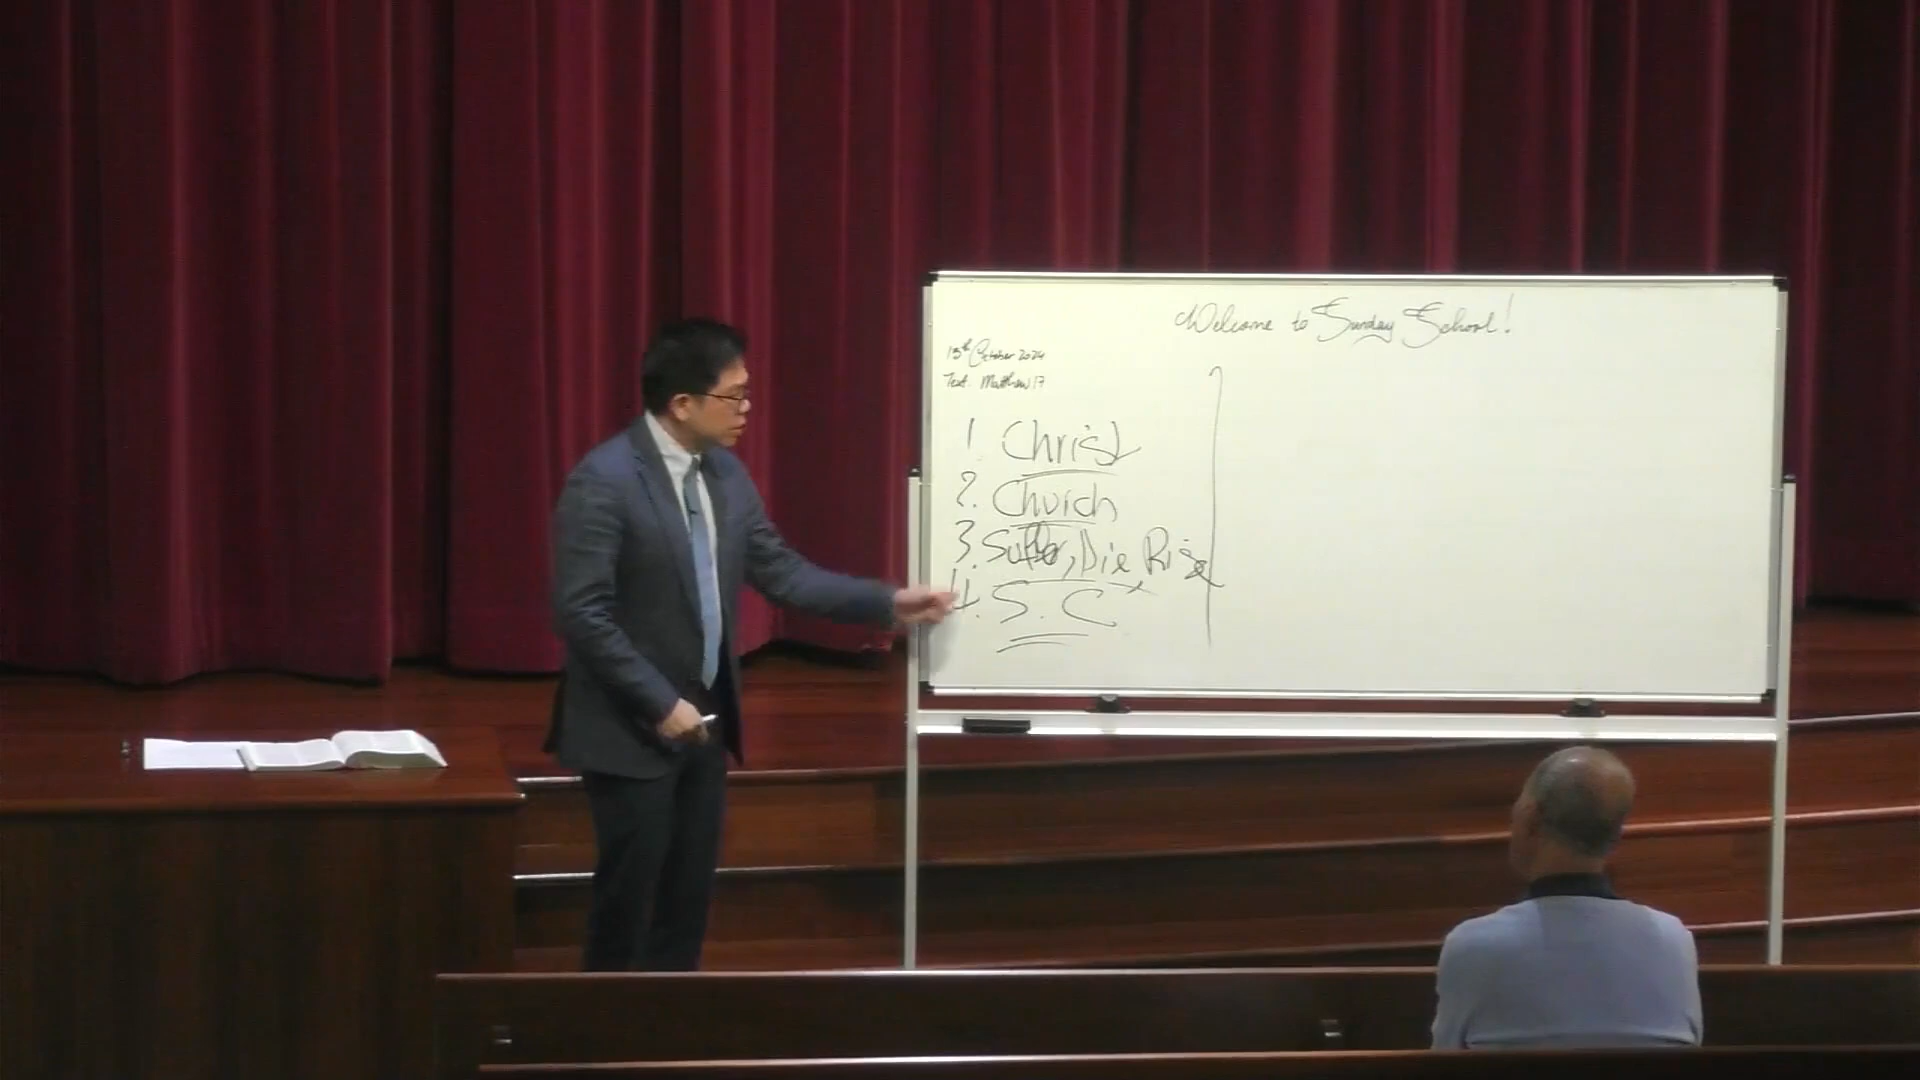 Welcome to Sunday School!
13th October 2024
Text: Matthew 17
1. Christ
2. Church
3. Suffer, Die Rise
4. S. C